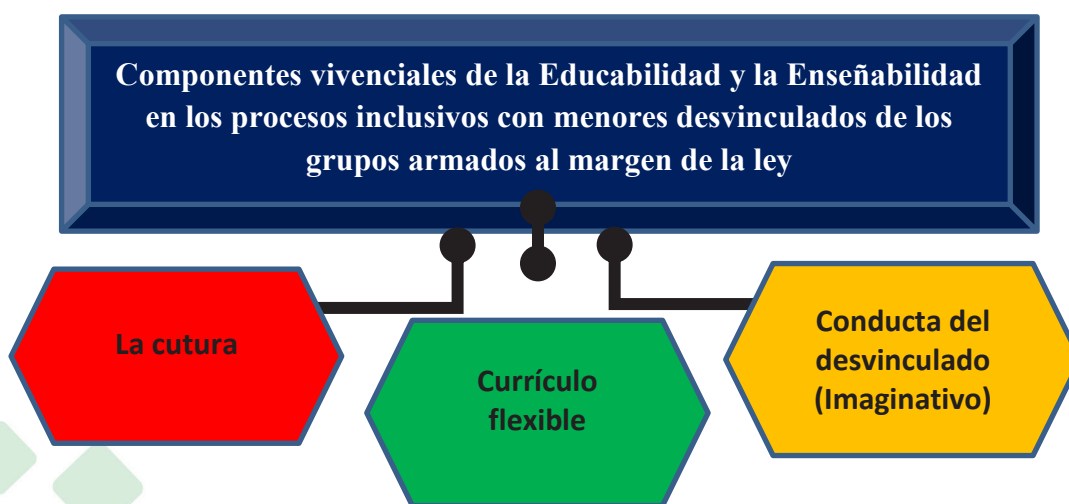 Componentes vivenciales de la Educabilidad y la Enseñabilidad
en los procesos inclusivos con menores desvinculados de los
grupos armados al margen de la ley
La cutura
Currículo
flexible
Conducta del
desvinculado
(Imaginativo)